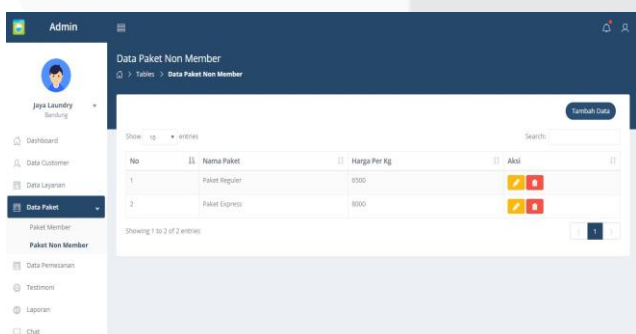 Admin
Jaya Laundry
Bandung
Dashboard
Data Customer
Data Layanan
Data Paket
Paket Member
Paket Non Member
Data Pemesanan
Testimoni
Laporan
Chat
Data Paket Non Member
> Tables > Data Paket Non Member
Tambah Data
Show 10 entries
Search:
No Nama Paket Harga Per Kg Aksi
1 Paket Reguler 6500
2 Paket Express 8000
Showing 1 to 2 of 2 entries
1